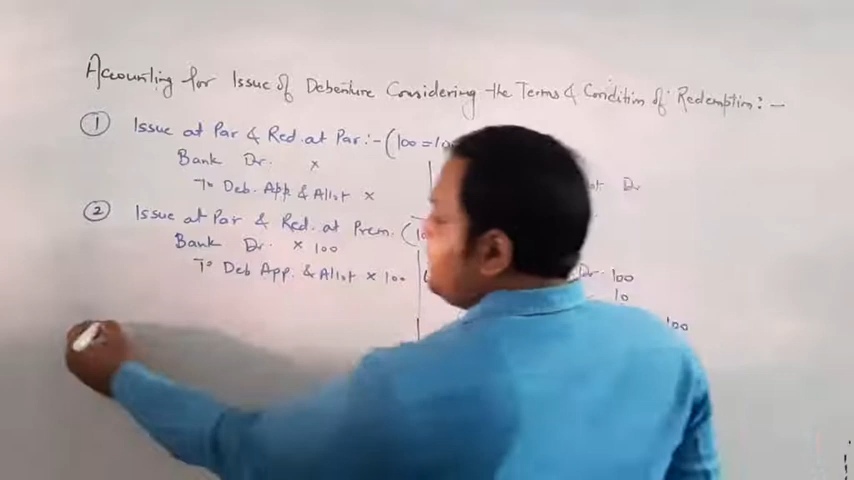 Accounting for Issue of Debenture Considering the Terms & Condition of Redemption :-
① Issue at Par & Red. at Par :- (100 = 10
Bank Dr. x
To Deb. App & Allot x
Dr
② Issue at Par & Red. at Prem. (10
Bank Dr. x 100
To Deb App. & Allot x 100
Dr. 100
10
100